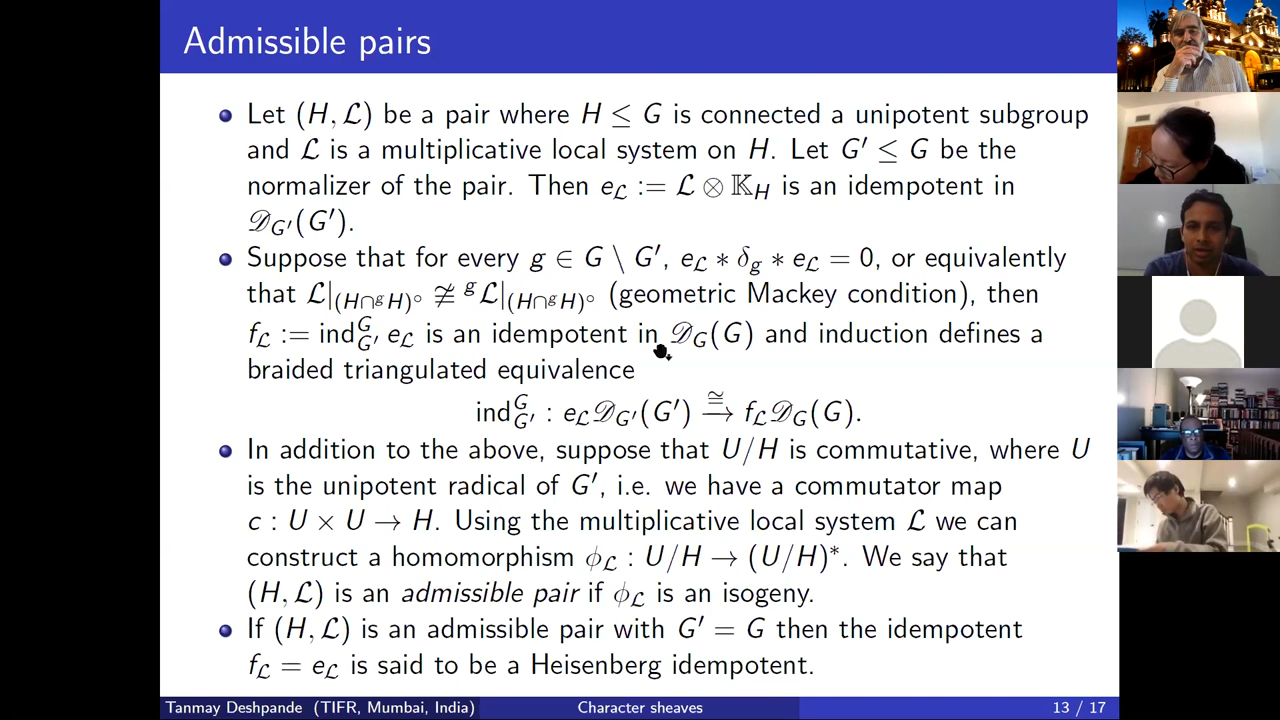 Admissible pairs
Let (H, ℒ) be a pair where H ≤ G is connected a unipotent subgroup
and ℒ is a multiplicative local system on H. Let G′ ≤ G be the
normalizer of the pair. Then e_ℒ := ℒ ⊗ 𝕂_H is an idempotent in
𝒟_{G′}(G′).
Suppose that for every g ∈ G \ G′, e_ℒ * δ_g * e_ℒ = 0, or equivalently
that ℒ|_{(H∩^gH)°} ≇ ^gℒ|_{(H∩^gH)°} (geometric Mackey condition), then
f_ℒ := ind^G_{G′} e_ℒ is an idempotent in 𝒟_G(G) and induction defines a
braided triangulated equivalence
ind^G_{G′} : e_ℒ𝒟_{G′}(G′) ≅→ f_ℒ𝒟_G(G).
In addition to the above, suppose that U/H is commutative, where U
is the unipotent radical of G′, i.e. we have a commutator map
c : U × U → H. Using the multiplicative local system ℒ we can
construct a homomorphism ϕ_ℒ : U/H → (U/H)*. We say that
(H, ℒ) is an admissible pair if ϕ_ℒ is an isogeny.
If (H, ℒ) is an admissible pair with G′ = G then the idempotent
f_ℒ = e_ℒ is said to be a Heisenberg idempotent.
Tanmay Deshpande (TIFR, Mumbai, India) Character sheaves 13 / 17